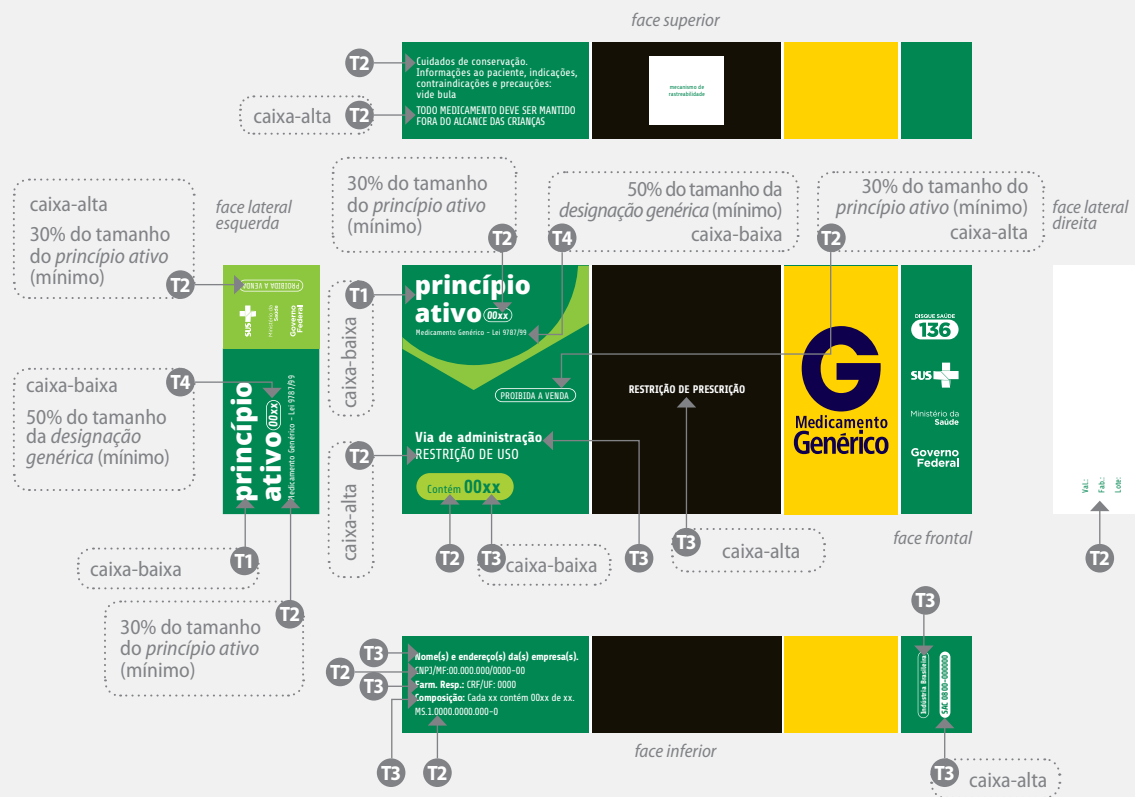 face superior
T2
Cuidados de conservação.
Informações ao paciente, indicações,
contraindicações e precauções:
vide bula
caixa-alta
T2
TODO MEDICAMENTO DEVE SER MANTIDO
FORA DO ALCANCE DAS CRIANÇAS
mecanismo de
rastreabilidade
caixa-alta
30% do tamanho
do princípio ativo
(mínimo)
T2
face lateral
esquerda
30% do tamanho
do princípio ativo
(mínimo)
T2
50% do tamanho da
designação genérica (mínimo)
caixa-baixa
T4
30% do tamanho do
princípio ativo (mínimo)
caixa-alta
T2
face lateral
direita
PROIBIDA A VENDA
SUS
Ministério da
Saúde
Governo
Federal
princípio
ativo 00xx
Medicamento Genérico - Lei 9787/99
caixa-baixa
T4
50% do tamanho
da designação
genérica (mínimo)
T1
caixa-baixa
T2
caixa-alta
princípio
ativo 00xx
Medicamento Genérico - Lei 9787/99
PROIBIDA A VENDA
Via de administração
RESTRIÇÃO DE USO
Contém 00xx
RESTRIÇÃO DE PRESCRIÇÃO
G
Medicamento
Genérico
DISQUE SAÚDE
136
SUS
Ministério da
Saúde
Governo
Federal
Val.:
Fab.:
Lote:
T2
face frontal
caixa-baixa
T1
T2
T3
caixa-baixa
T3
T3
caixa-alta
30% do tamanho
do princípio ativo
(mínimo)
T2
T3
Nome(s) e endereço(s) da(s) empresa(s).
T2
CNPJ/MF:00.000.000/0000-00
T3
Farm. Resp.: CRF/UF: 0000
Composição: Cada xx contém 00xx de xx.
MS.1.0000.0000.000-0
T3
T2
face inferior
T3
Indústria Brasileira
SAC 0800-0000000
T3
caixa-alta